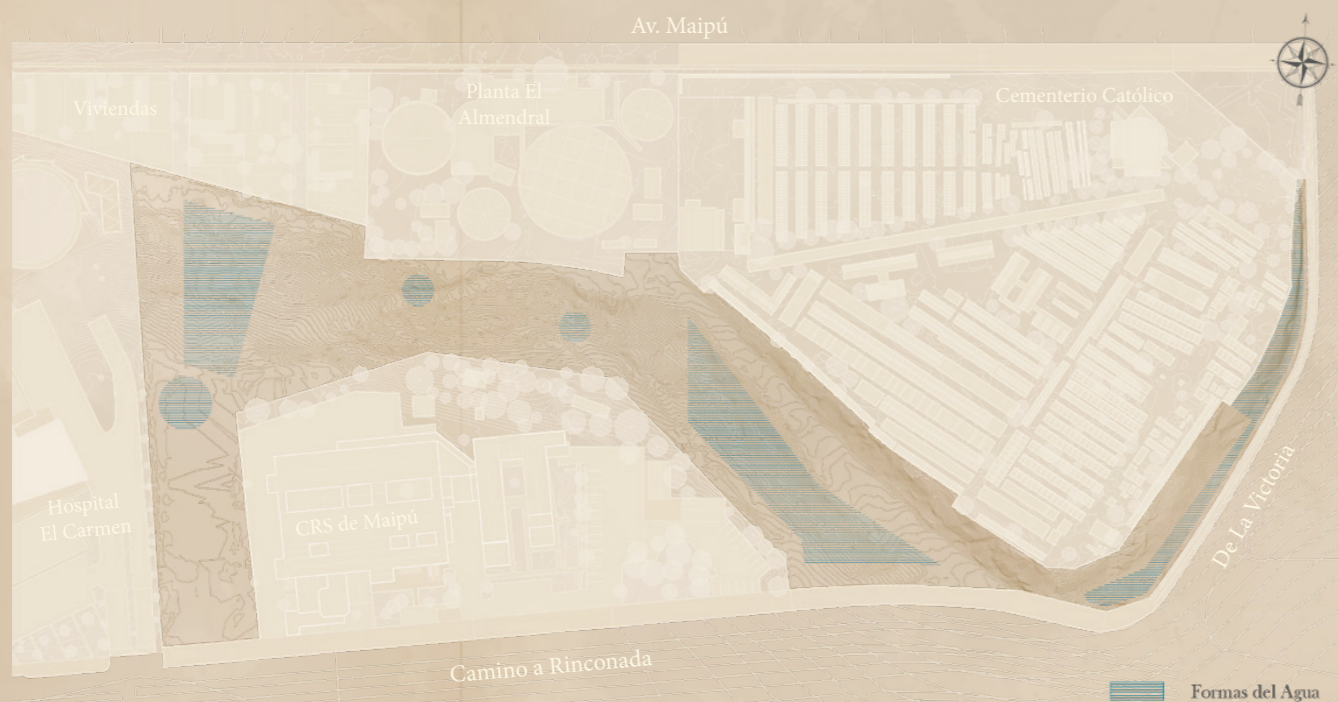 Av. Maipú
Viviendas
Planta El
Almendral
Cementerio Católico
Hospital
El Carmen
CRS de Maipú
De La Victoria
Camino a Rinconada
Formas del Agua